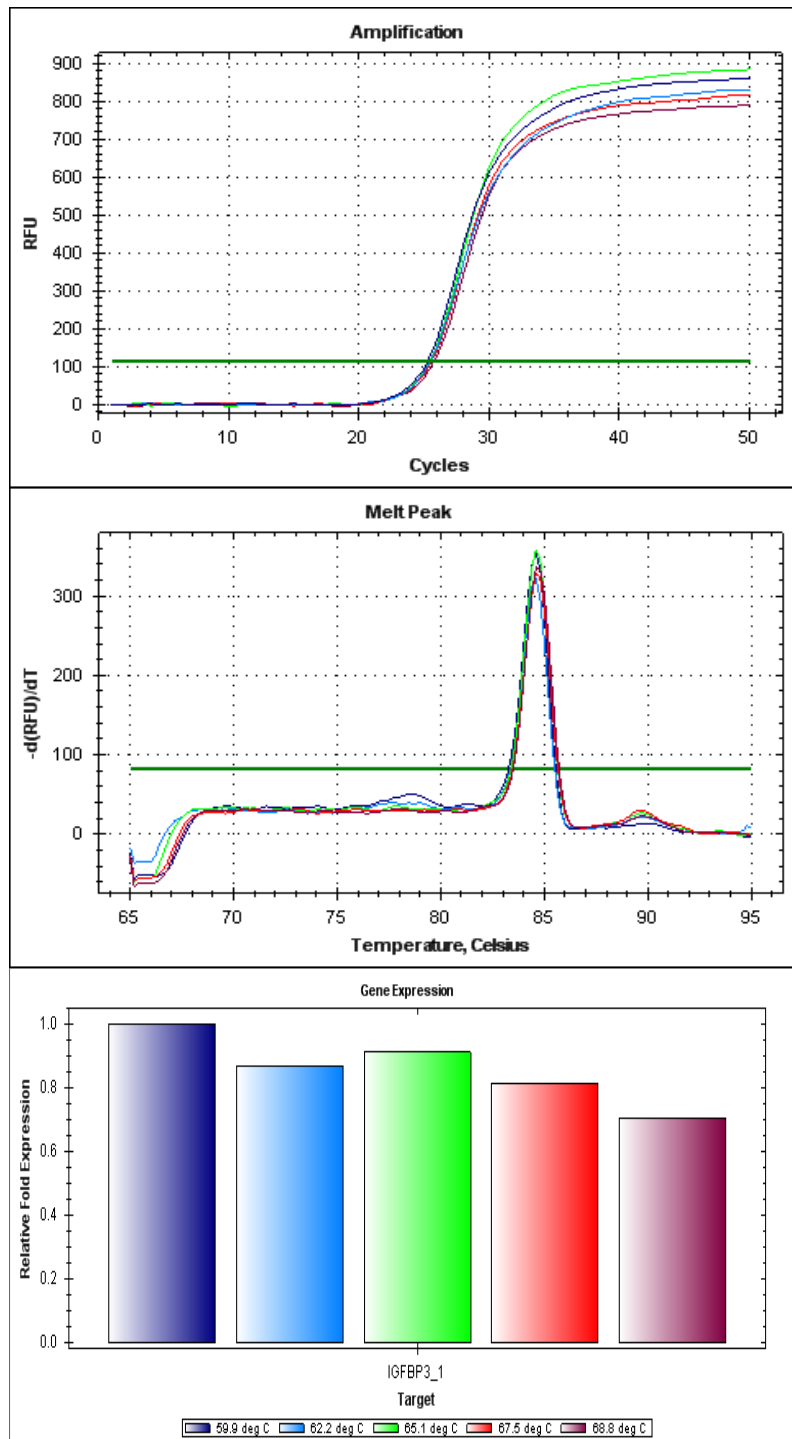 Amplification
900
800
700
600
500
400
300
200
100
0
RFU
0 10 20 30 40 50
Cycles
Melt Peak
300
200
100
0
-d(RFU)/dT
65 70 75 80 85 90 95
Temperature, Celsius
Gene Expression
1.0
0.8
0.6
0.4
0.2
0.0
Relative Fold Expression
IGFBP3_1
Target
59.9 deg C 62.2 deg C 65.1 deg C 67.5 deg C 68.8 deg C